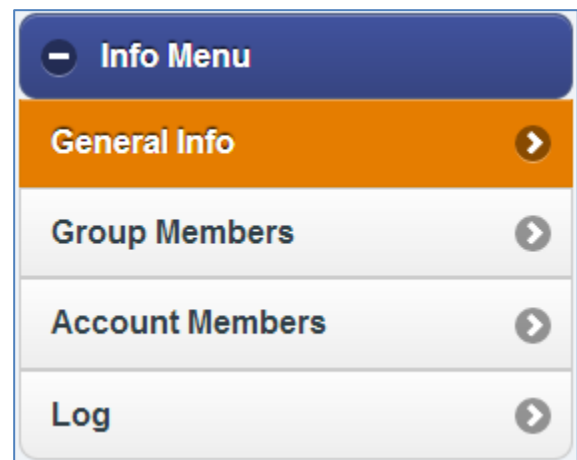 Info Menu
General Info
Group Members
Account Members
Log